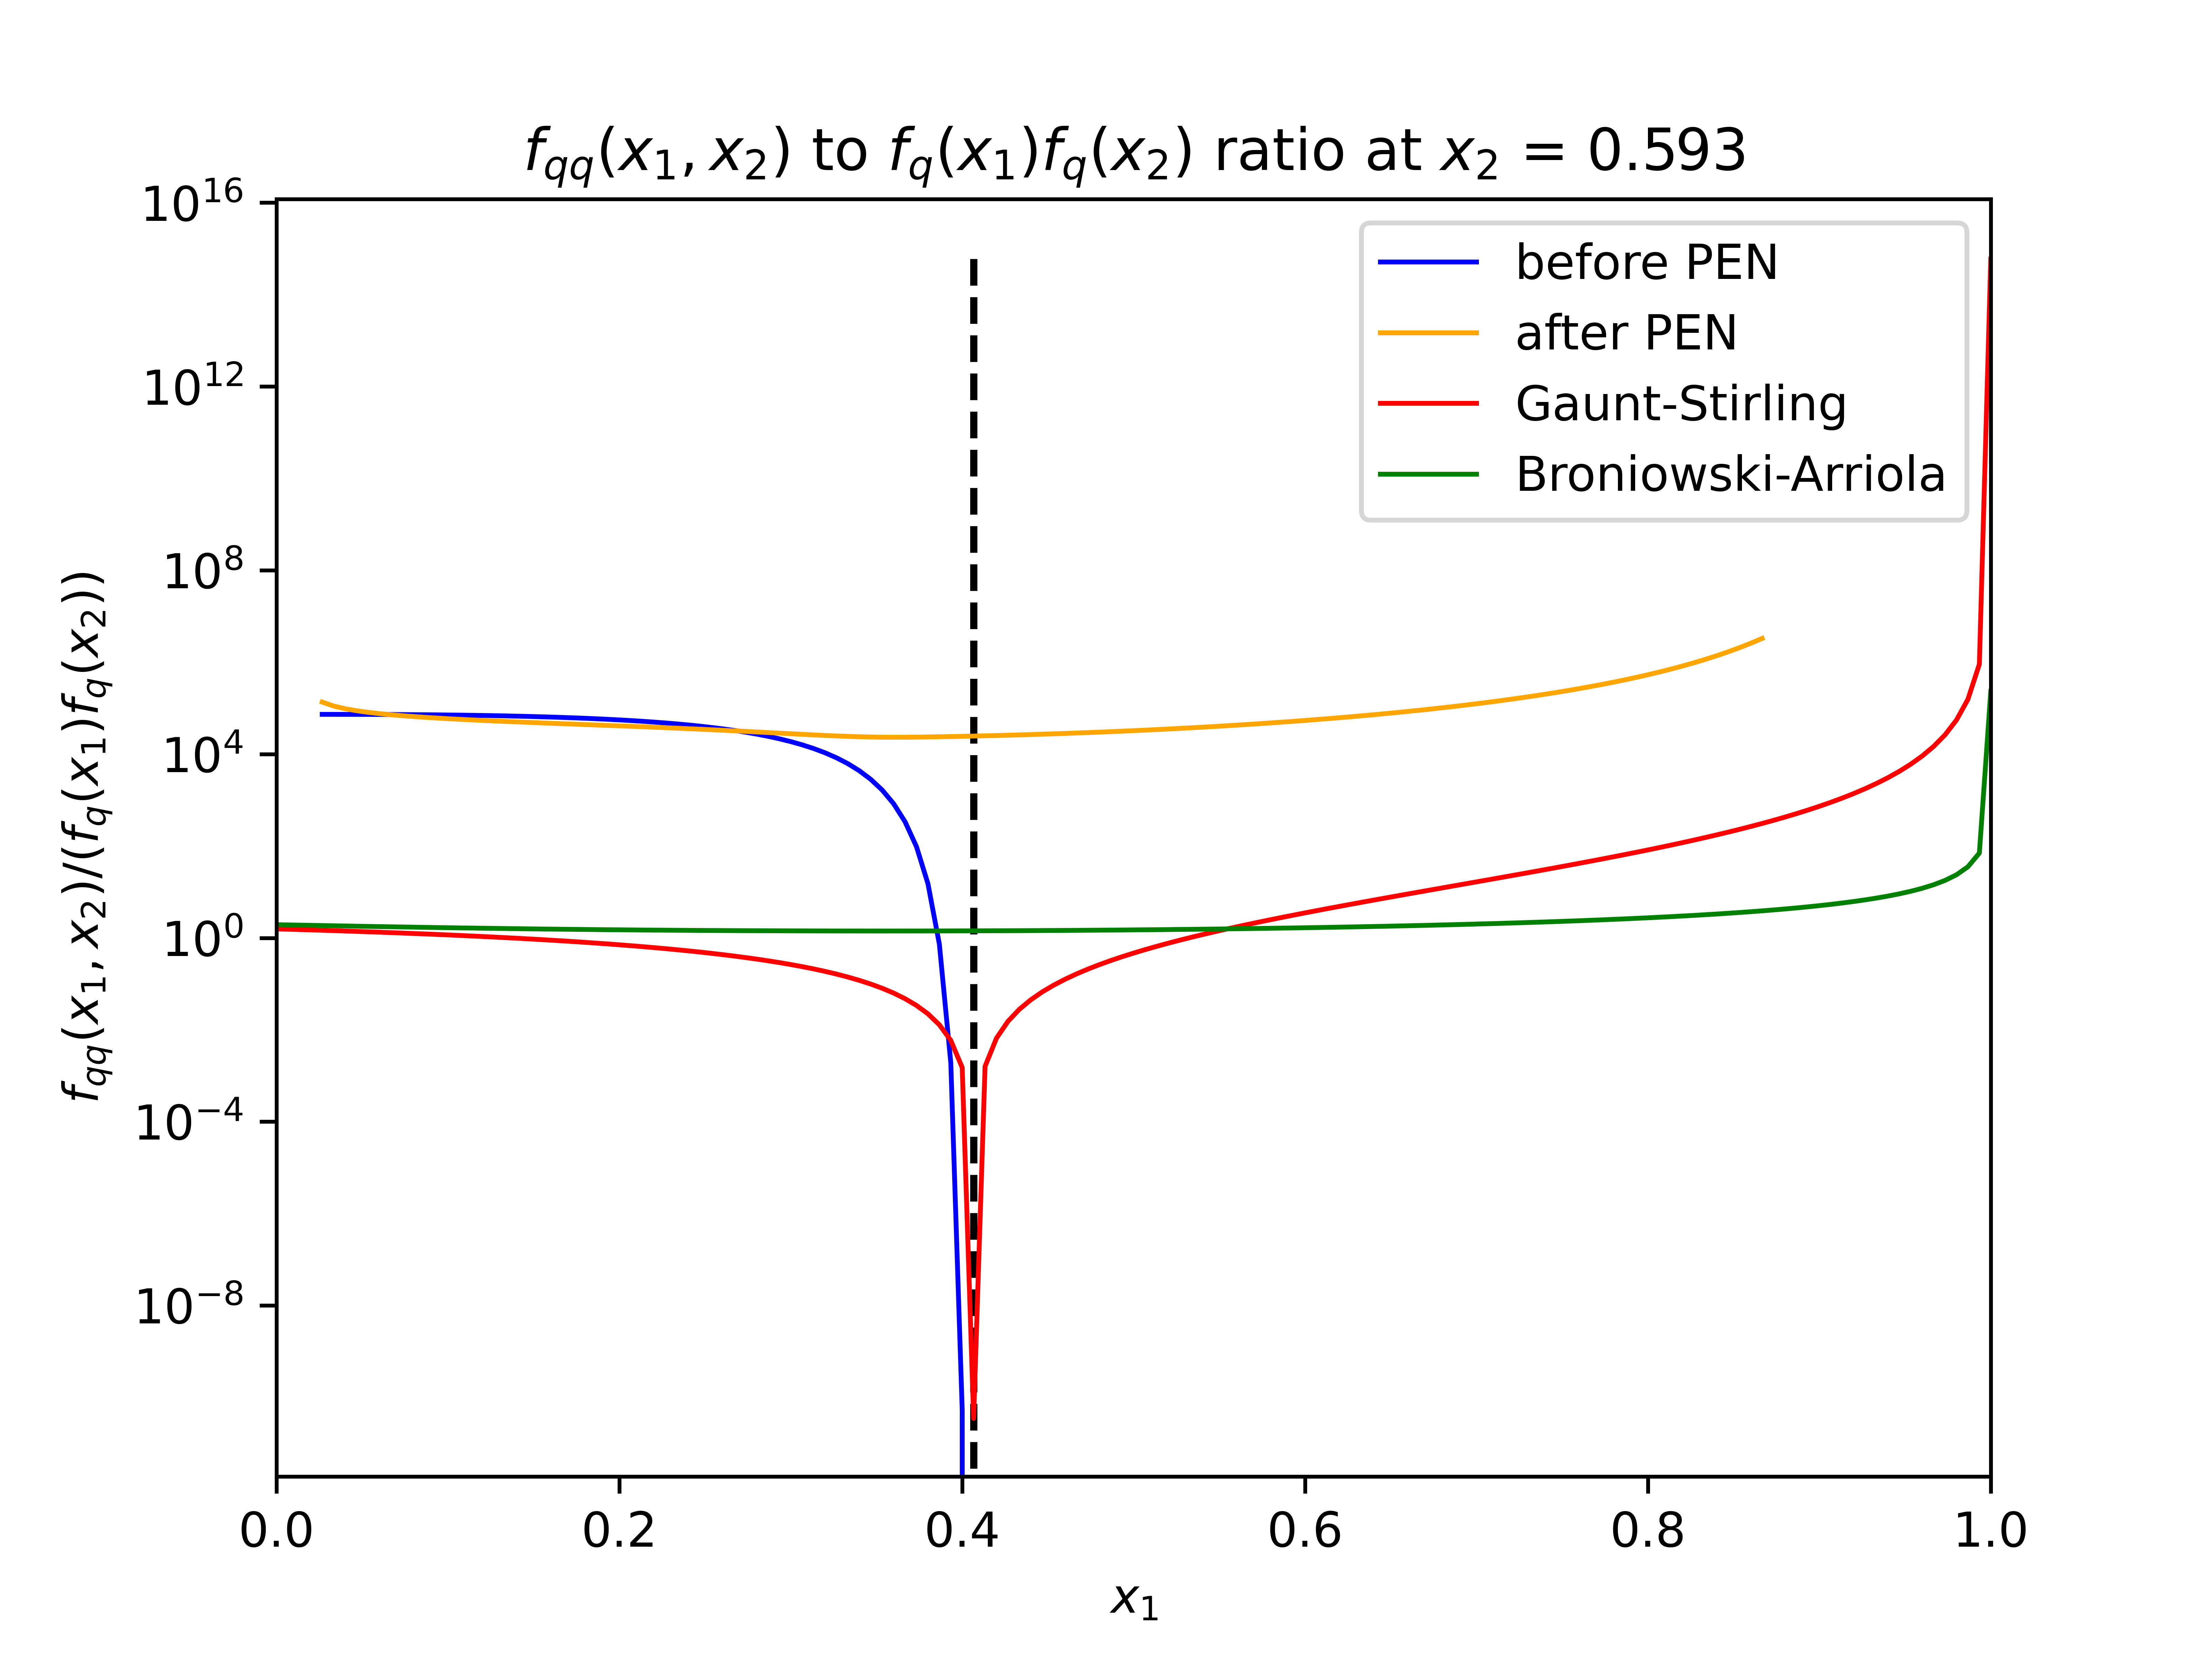 f_qq(x_1, x_2) to f_q(x_1)f_q(x_2) ratio at x_2 = 0.593
10^16
10^12
10^8
10^4
10^0
10^−4
10^−8
f_qq(x_1, x_2)/(f_q(x_1)f_q(x_2))
before PEN
after PEN
Gaunt-Stirling
Broniowski-Arriola
0.0 0.2 0.4 0.6 0.8 1.0
x_1